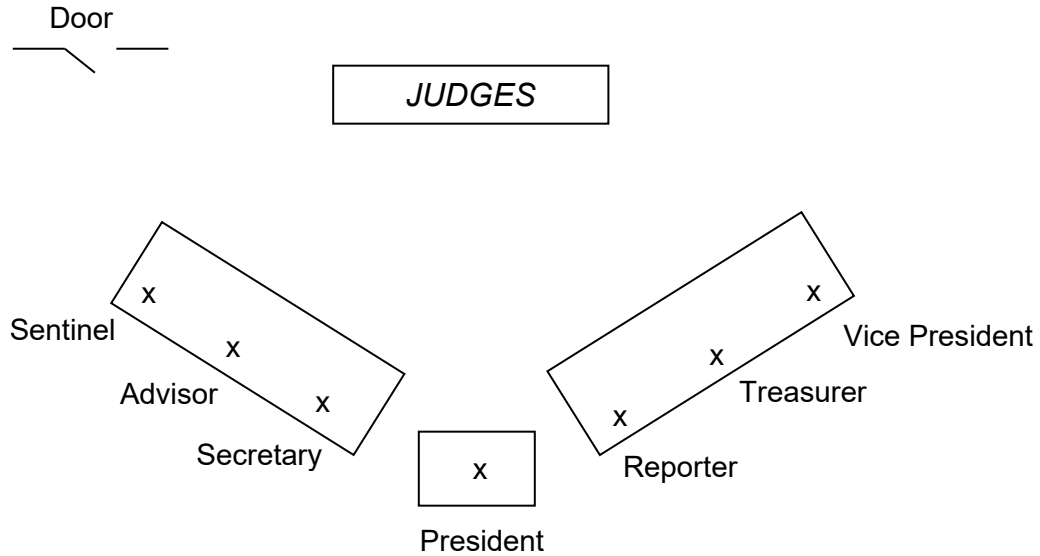 Door
JUDGES
x
x
Sentinel
Vice President
x
x
Advisor
Treasurer
x
x
Secretary
Reporter
x
President